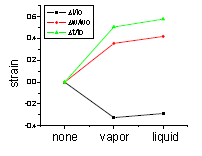 Δl/l0
Δw/w0
Δt/t0
0.6
0.4
0.2
0.0
-0.2
-0.4
strain
none vapor liquid